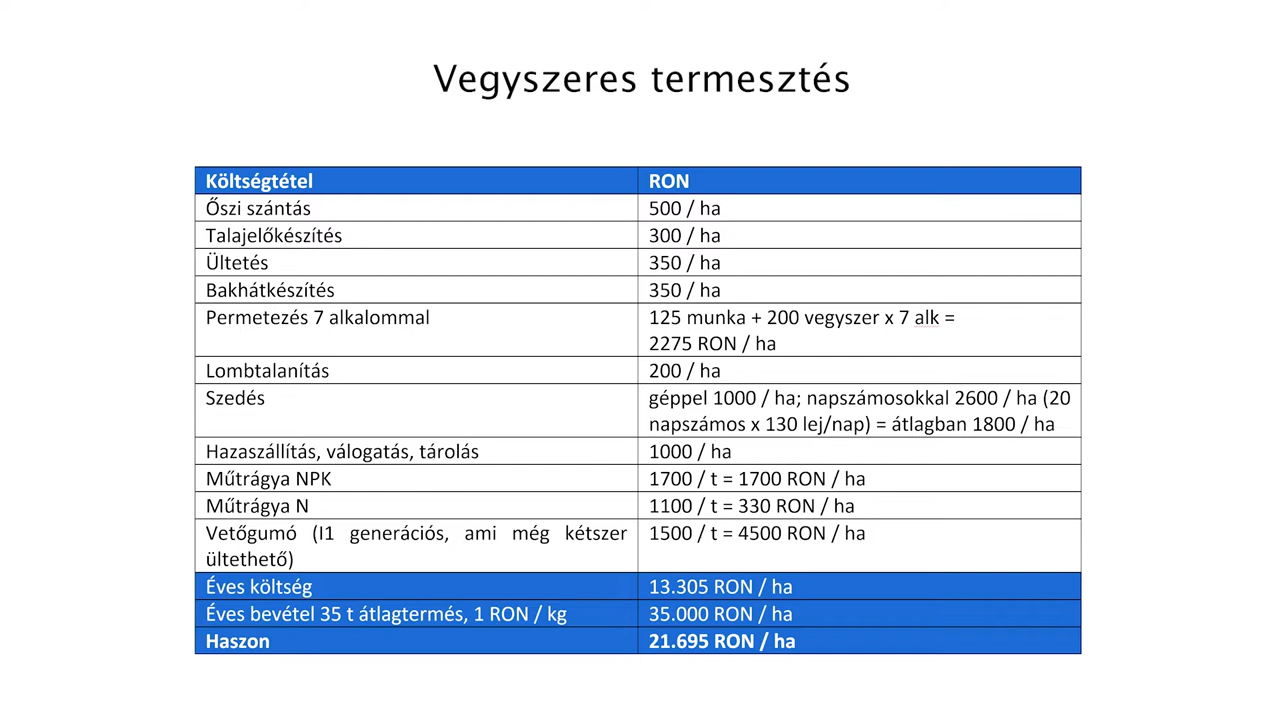 Vegyszeres termesztés
Költségtétel RON
Őszi szántás 500 / ha
Talajelőkészítés 300 / ha
Ültetés 350 / ha
Bakhátkészítés 350 / ha
Permetezés 7 alkalommal 125 munka + 200 vegyszer x 7 alk =
2275 RON / ha
Lombtalanítás 200 / ha
Szedés géppel 1000 / ha; napszámosokkal 2600 / ha (20
napszámos x 130 lej/nap) = átlagban 1800 / ha
Hazaszállítás, válogatás, tárolás 1000 / ha
Műtrágya NPK 1700 / t = 1700 RON / ha
Műtrágya N 1100 / t = 330 RON / ha
Vetőgumó (I1 generációs, ami még kétszer 1500 / t = 4500 RON / ha
ültethető)
Éves költség 13.305 RON / ha
Éves bevétel 35 t átlagtermés, 1 RON / kg 35.000 RON / ha
Haszon 21.695 RON / ha